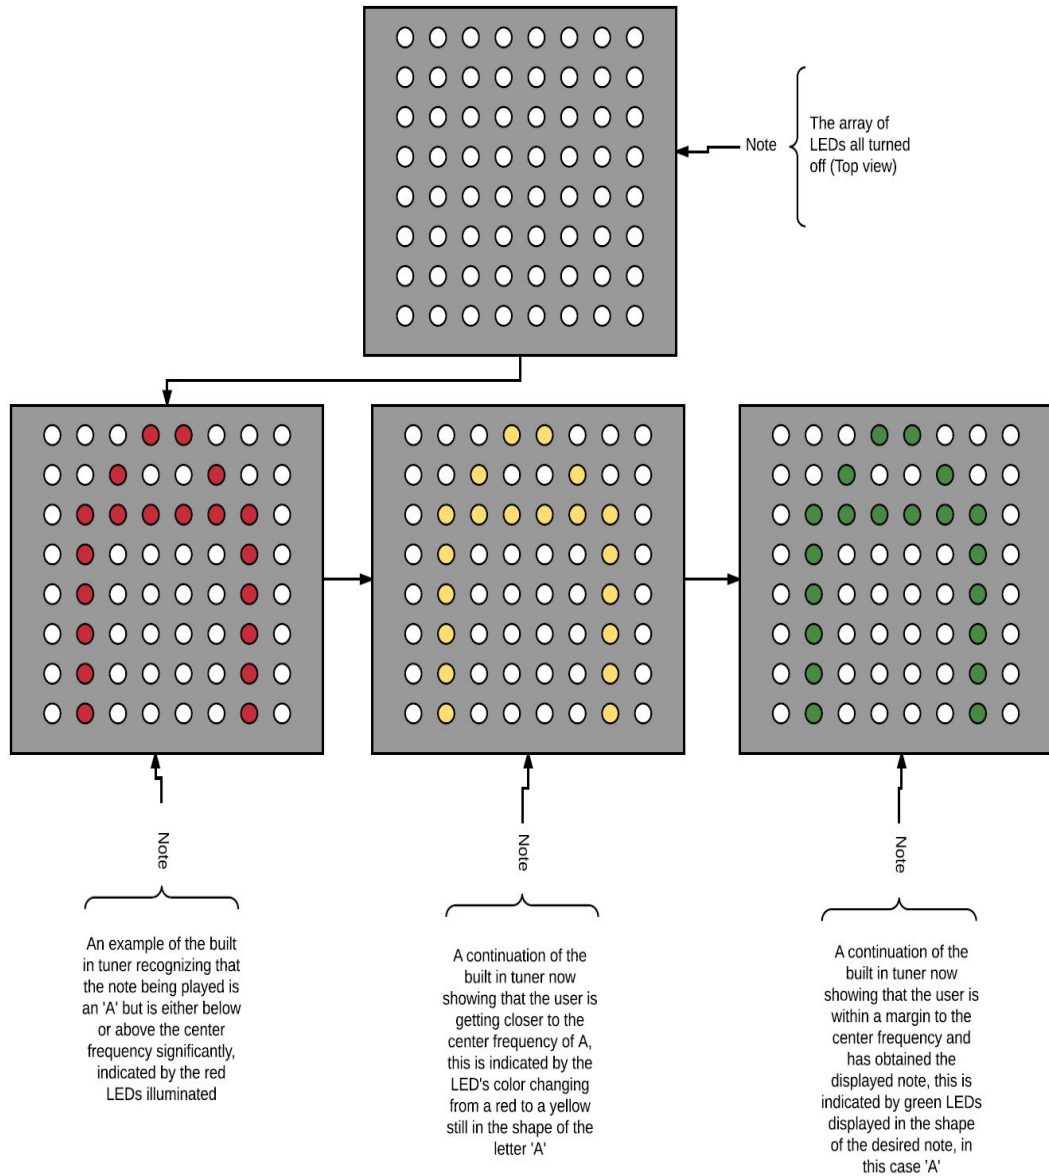 Note
The array of
LEDs all turned
off (Top view)
Note
An example of the built
in tuner recognizing that
the note being played is
an 'A' but is either below
or above the center
frequency significantly,
indicated by the red
LEDs illuminated
Note
A continuation of the
built in tuner now
showing that the user is
getting closer to the
center frequency of A,
this is indicated by the
LED's color changing
from a red to a yellow
still in the shape of the
letter 'A'
Note
A continuation of the
built in tuner now
showing that the user is
within a margin to the
center frequency and
has obtained the
displayed note, this is
indicated by green LEDs
displayed in the shape
of the desired note, in
this case 'A'